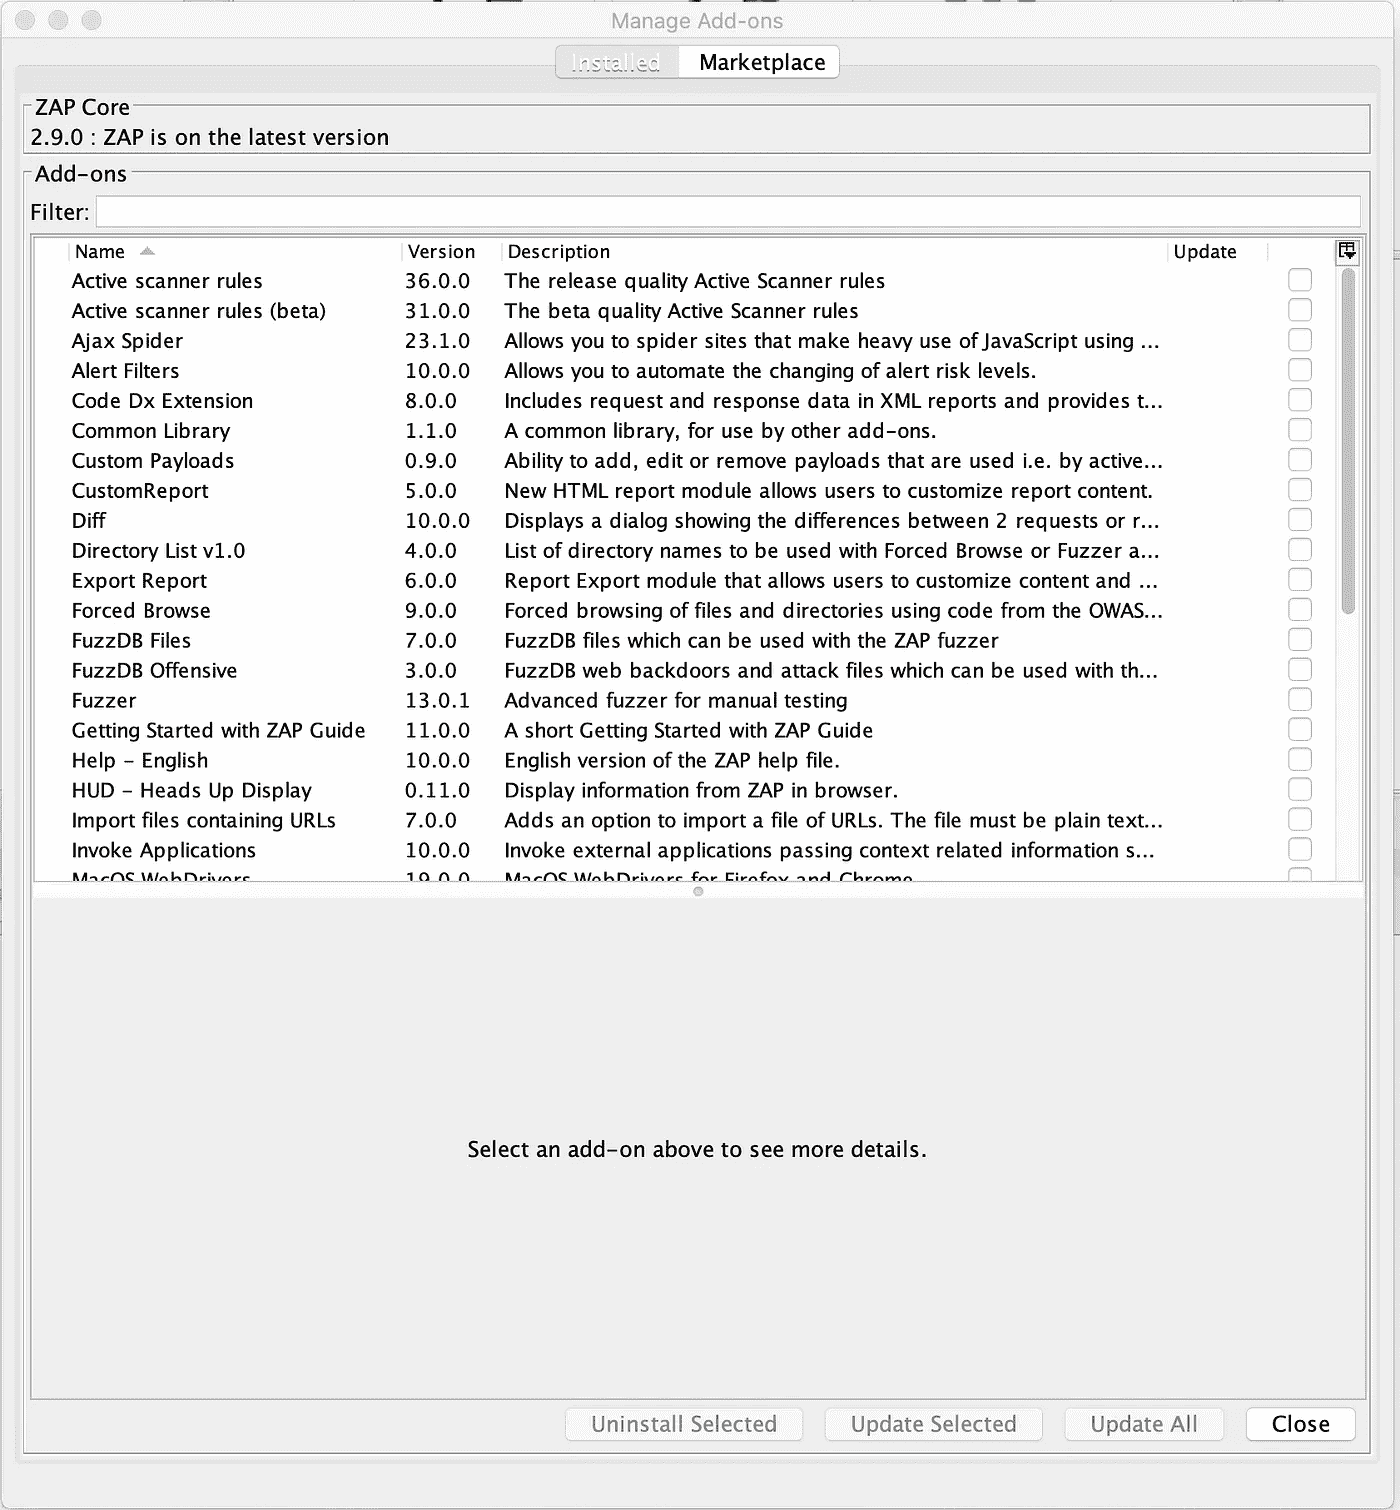 Manage Add-ons
Installed Marketplace
ZAP Core
2.9.0 : ZAP is on the latest version
Add-ons
Filter:
Name Version Description Update
Active scanner rules 36.0.0 The release quality Active Scanner rules
Active scanner rules (beta) 31.0.0 The beta quality Active Scanner rules
Ajax Spider 23.1.0 Allows you to spider sites that make heavy use of JavaScript using ...
Alert Filters 10.0.0 Allows you to automate the changing of alert risk levels.
Code Dx Extension 8.0.0 Includes request and response data in XML reports and provides t...
Common Library 1.1.0 A common library, for use by other add-ons.
Custom Payloads 0.9.0 Ability to add, edit or remove payloads that are used i.e. by active...
CustomReport 5.0.0 New HTML report module allows users to customize report content.
Diff 10.0.0 Displays a dialog showing the differences between 2 requests or r...
Directory List v1.0 4.0.0 List of directory names to be used with Forced Browse or Fuzzer a...
Export Report 6.0.0 Report Export module that allows users to customize content and ...
Forced Browse 9.0.0 Forced browsing of files and directories using code from the OWAS...
FuzzDB Files 7.0.0 FuzzDB files which can be used with the ZAP fuzzer
FuzzDB Offensive 3.0.0 FuzzDB web backdoors and attack files which can be used with th...
Fuzzer 13.0.1 Advanced fuzzer for manual testing
Getting Started with ZAP Guide 11.0.0 A short Getting Started with ZAP Guide
Help - English 10.0.0 English version of the ZAP help file.
HUD - Heads Up Display 0.11.0 Display information from ZAP in browser.
Import files containing URLs 7.0.0 Adds an option to import a file of URLs. The file must be plain text...
Invoke Applications 10.0.0 Invoke external applications passing context related information s...
MacOS WebDrivers 19.0.0 MacOS WebDrivers for Firefox and Chrome
Select an add-on above to see more details.
Uninstall Selected Update Selected Update All Close